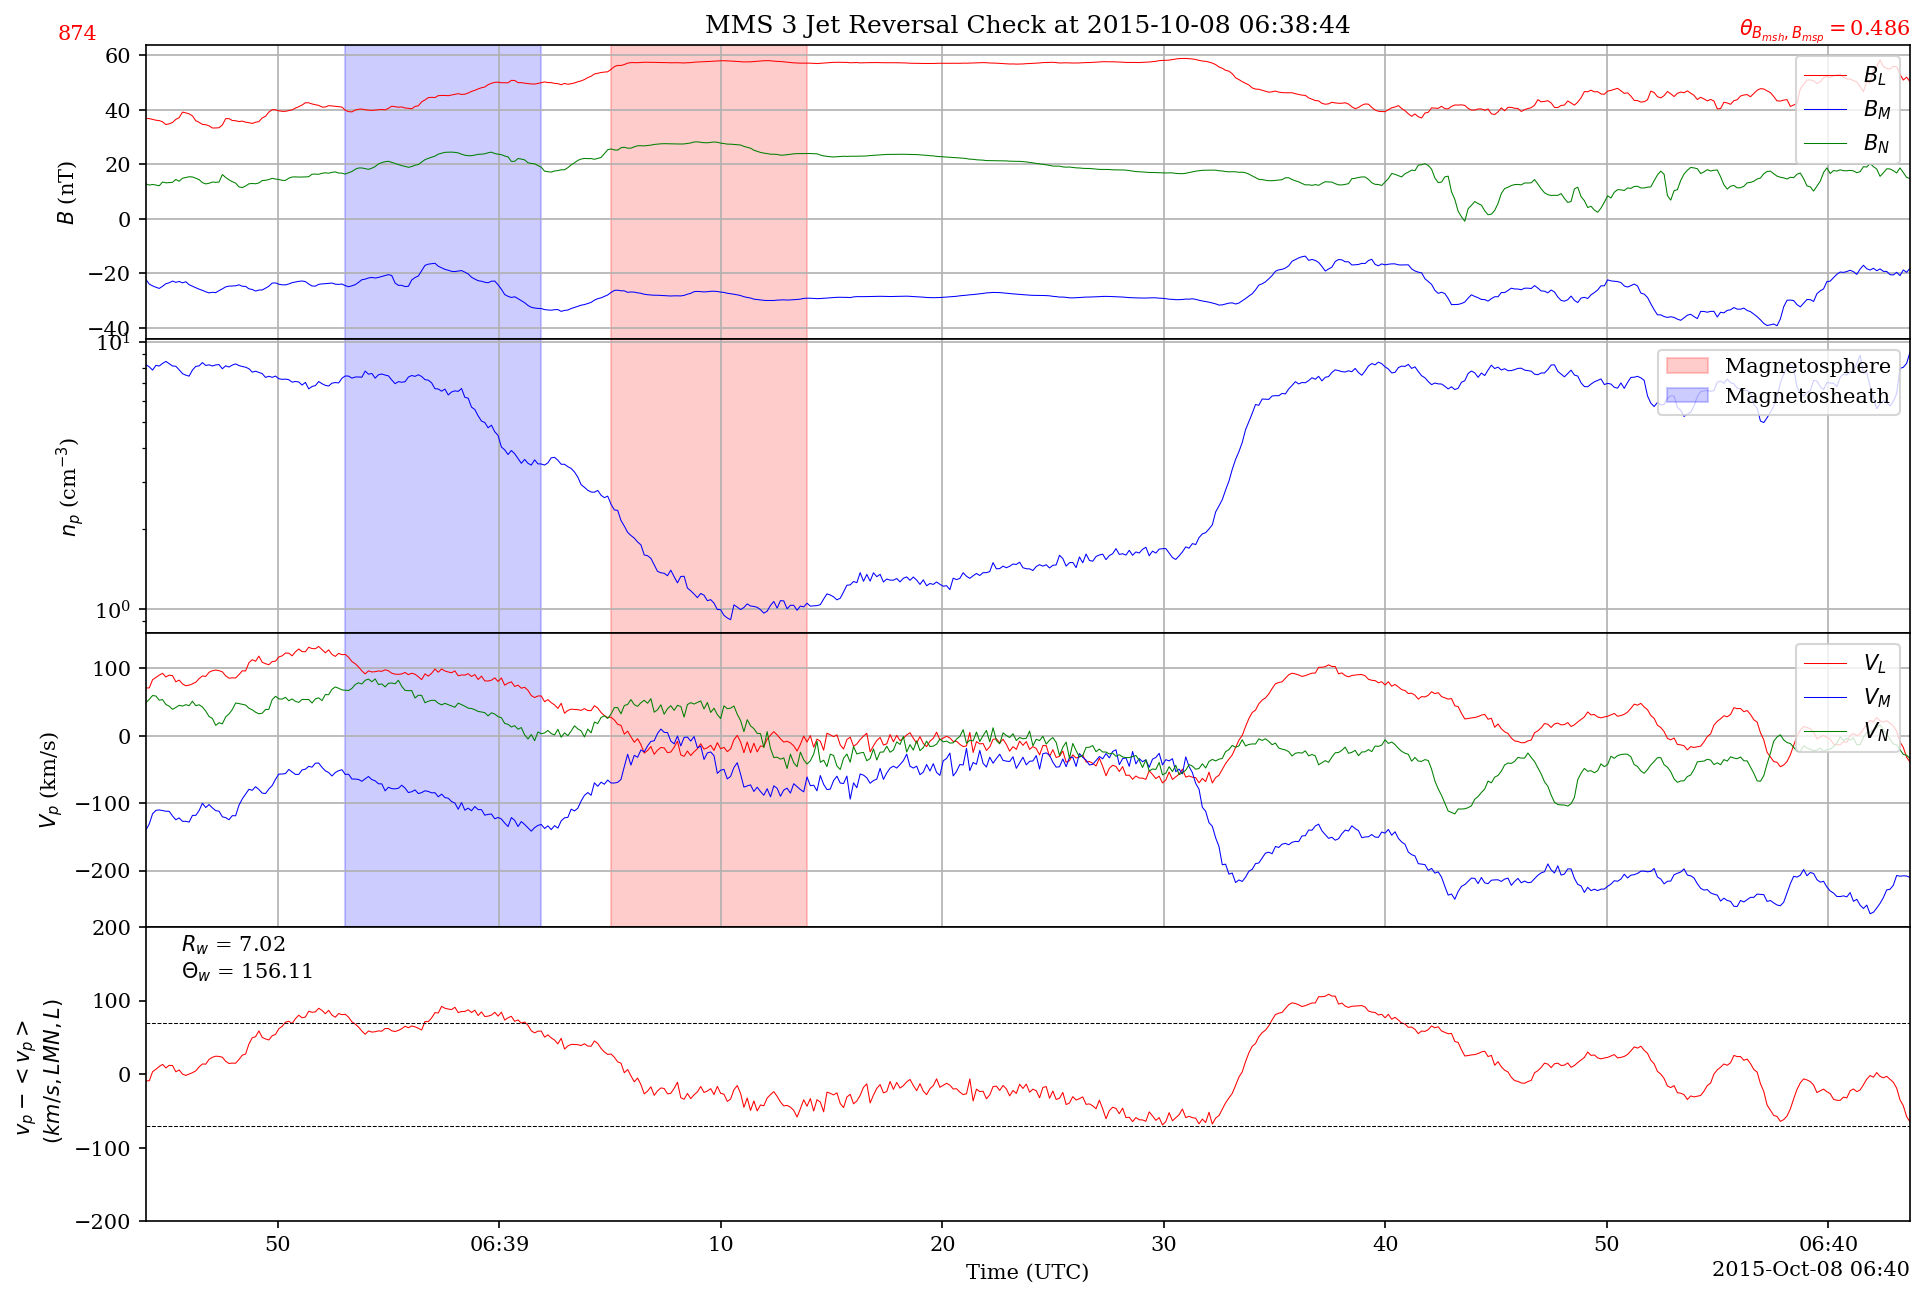 MMS 3 Jet Reversal Check at 2015-10-08 06:38:44
874
θ_{B_{msh}, B_{msp}} = 0.486
60
40
20
0
−20
−40
B (nT)
B_L
B_M
B_N
10^1
10^0
n_p (cm^{−3})
Magnetosphere
Magnetosheath
100
0
−100
−200
V_p (km/s)
V_L
V_M
V_N
200
100
0
−100
−200
v_p − < v_p >
(km/s, LMN, L)
R_w = 7.02
Θ_w = 156.11
50 06:39 10 20 30 40 50 06:40
Time (UTC)
2015-Oct-08 06:40